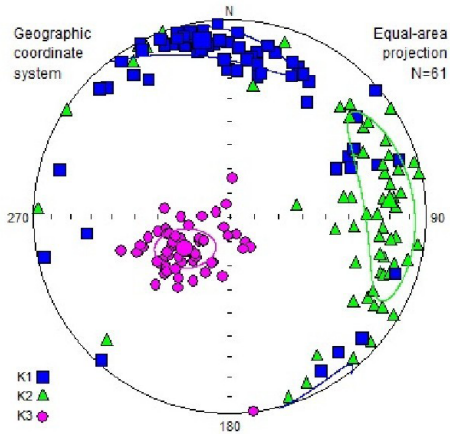 N
Geographic
coordinate
system
Equal-area
projection
N=61
270
90
K1
K2
K3
180